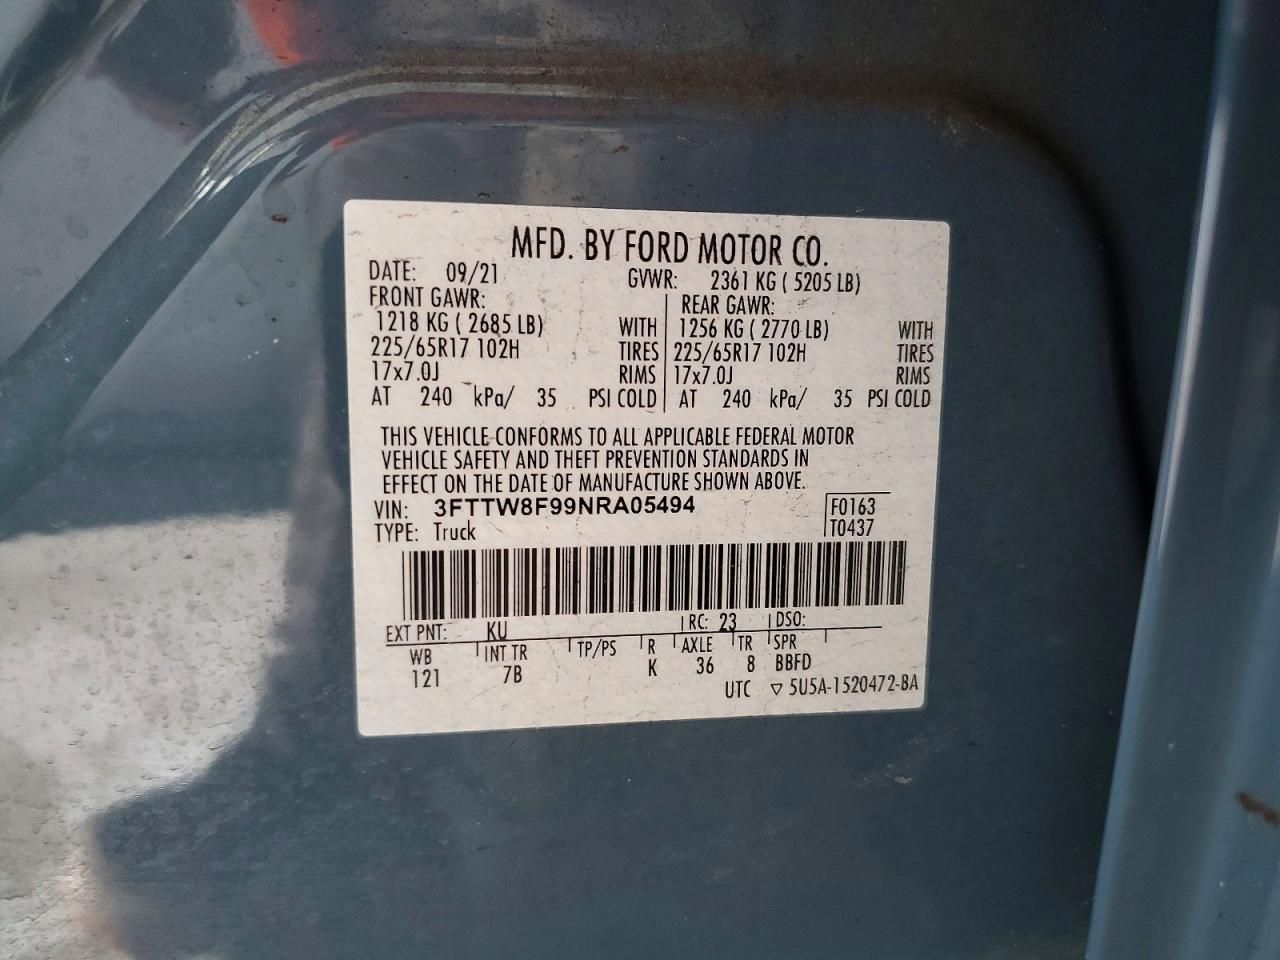 MFD. BY FORD MOTOR CO.
DATE: 09/21 GVWR: 2361 KG ( 5205 LB)
FRONT GAWR: REAR GAWR:
1218 KG ( 2685 LB) WITH 1256 KG ( 2770 LB) WITH
225/65R17 102H TIRES 225/65R17 102H TIRES
17x7.0J RIMS 17x7.0J RIMS
AT 240 kPa/ 35 PSI COLD AT 240 kPa/ 35 PSI COLD
THIS VEHICLE CONFORMS TO ALL APPLICABLE FEDERAL MOTOR
VEHICLE SAFETY AND THEFT PREVENTION STANDARDS IN
EFFECT ON THE DATE OF MANUFACTURE SHOWN ABOVE.
VIN: 3FTTW8F99NRA05494 F0163
TYPE: Truck T0437
EXT PNT: KU RC: 23 DSO:
WB INT TR TP/PS R AXLE TR SPR
121 7B K 36 8 BBFD
UTC ▽ 5U5A-1520472-BA